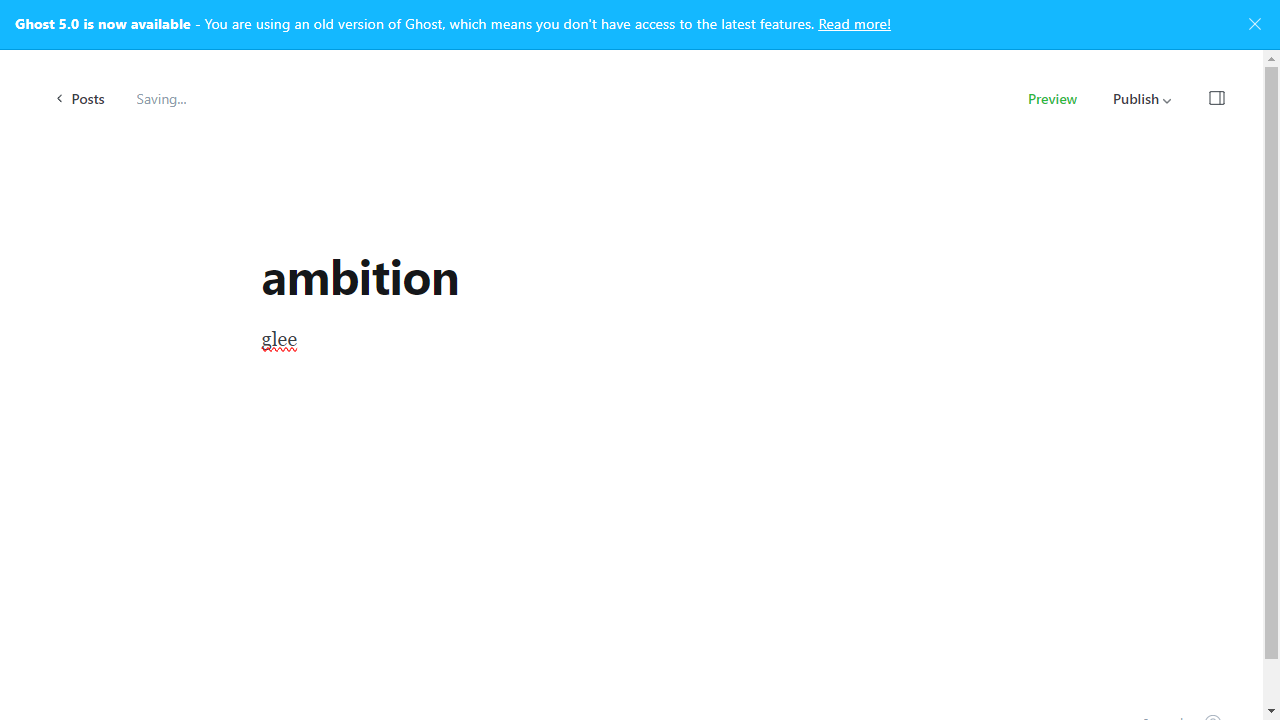 Ghost 5.0 is now available - You are using an old version of Ghost, which means you don't have access to the latest features. Read more!
Posts Saving... Preview Publish
ambition
glee